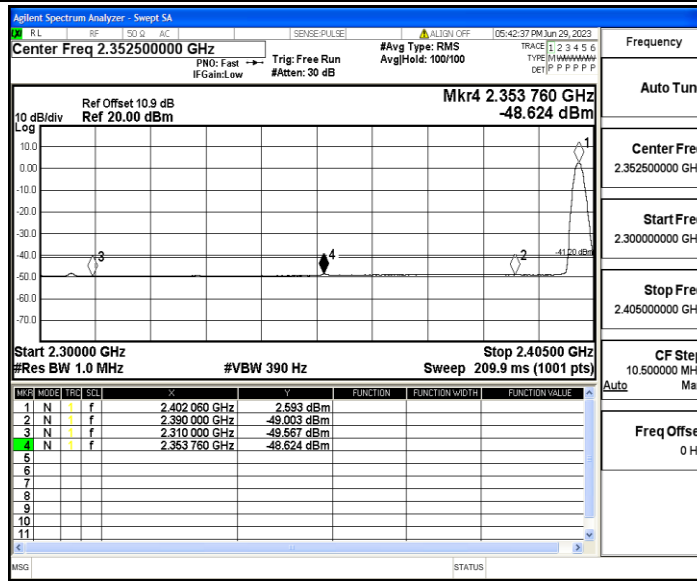 Agilent Spectrum Analyzer - Swept SA
RL RF 50 Ω AC SENSE:PULSE ALIGN OFF 05:42:37 PM Jun 29, 2023
Center Freq 2.352500000 GHz
PNO: Fast
IFGain:Low
Trig: Free Run
#Atten: 30 dB
#Avg Type: RMS
Avg|Hold: 100/100
TRACE 1 2 3 4 5 6
TYPE M
DET P P P P P P
Ref Offset 10.9 dB
10 dB/div Ref 20.00 dBm
Log
Mkr4 2.353 760 GHz
-48.624 dBm
10.0
0.00
-10.0
-20.0
-30.0
-40.0
-50.0
-60.0
-70.0
1
2
3
4
-41.20 dBm
Start 2.30000 GHz Stop 2.40500 GHz
#Res BW 1.0 MHz #VBW 390 Hz Sweep 209.9 ms (1001 pts)
MKR MODE TRC SCL X Y FUNCTION FUNCTION WIDTH FUNCTION VALUE
1 N 1 f 2.402 060 GHz 2.593 dBm
2 N 1 f 2.390 000 GHz -49.003 dBm
3 N 1 f 2.310 000 GHz -49.567 dBm
4 N 1 f 2.353 760 GHz -48.624 dBm
5
6
7
8
9
10
11
MSG STATUS
Frequency
Auto Tun
Center Fre
2.352500000 GH
Start Fre
2.300000000 GH
Stop Fre
2.405000000 GH
CF Step
10.500000 MH
Auto Ma
Freq Offse
0 H